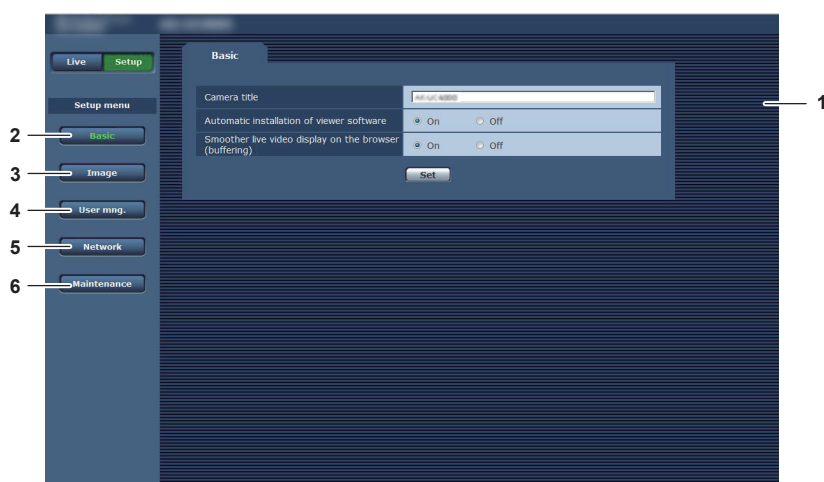 Live Setup
Basic
Setup menu
Camera title
1
Automatic installation of viewer software On Off
2 Basic
Smoother live video display on the browser
(buffering) On Off
3 Image
Set
4 User mng.
5 Network
6 Maintenance